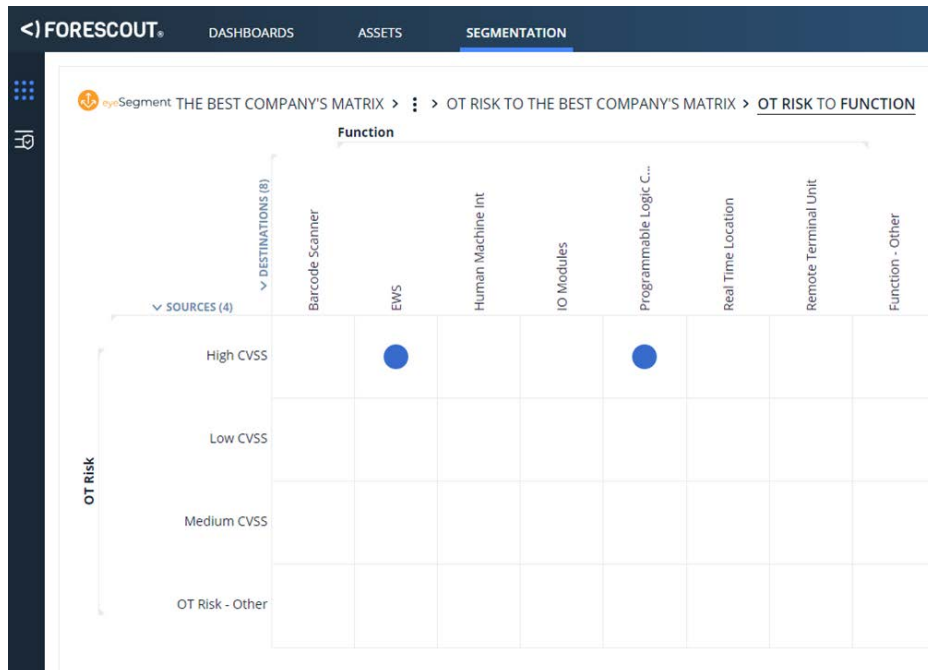 <) FORESCOUT® DASHBOARDS ASSETS SEGMENTATION
eyeSegment THE BEST COMPANY'S MATRIX > ⋮ > OT RISK TO THE BEST COMPANY'S MATRIX > OT RISK TO FUNCTION
Function
DESTINATIONS (8)
Barcode Scanner
EWS
Human Machine Int
IO Modules
Programmable Logic C...
Real Time Location
Remote Terminal Unit
Function - Other
SOURCES (4)
OT Risk
High CVSS
Low CVSS
Medium CVSS
OT Risk - Other